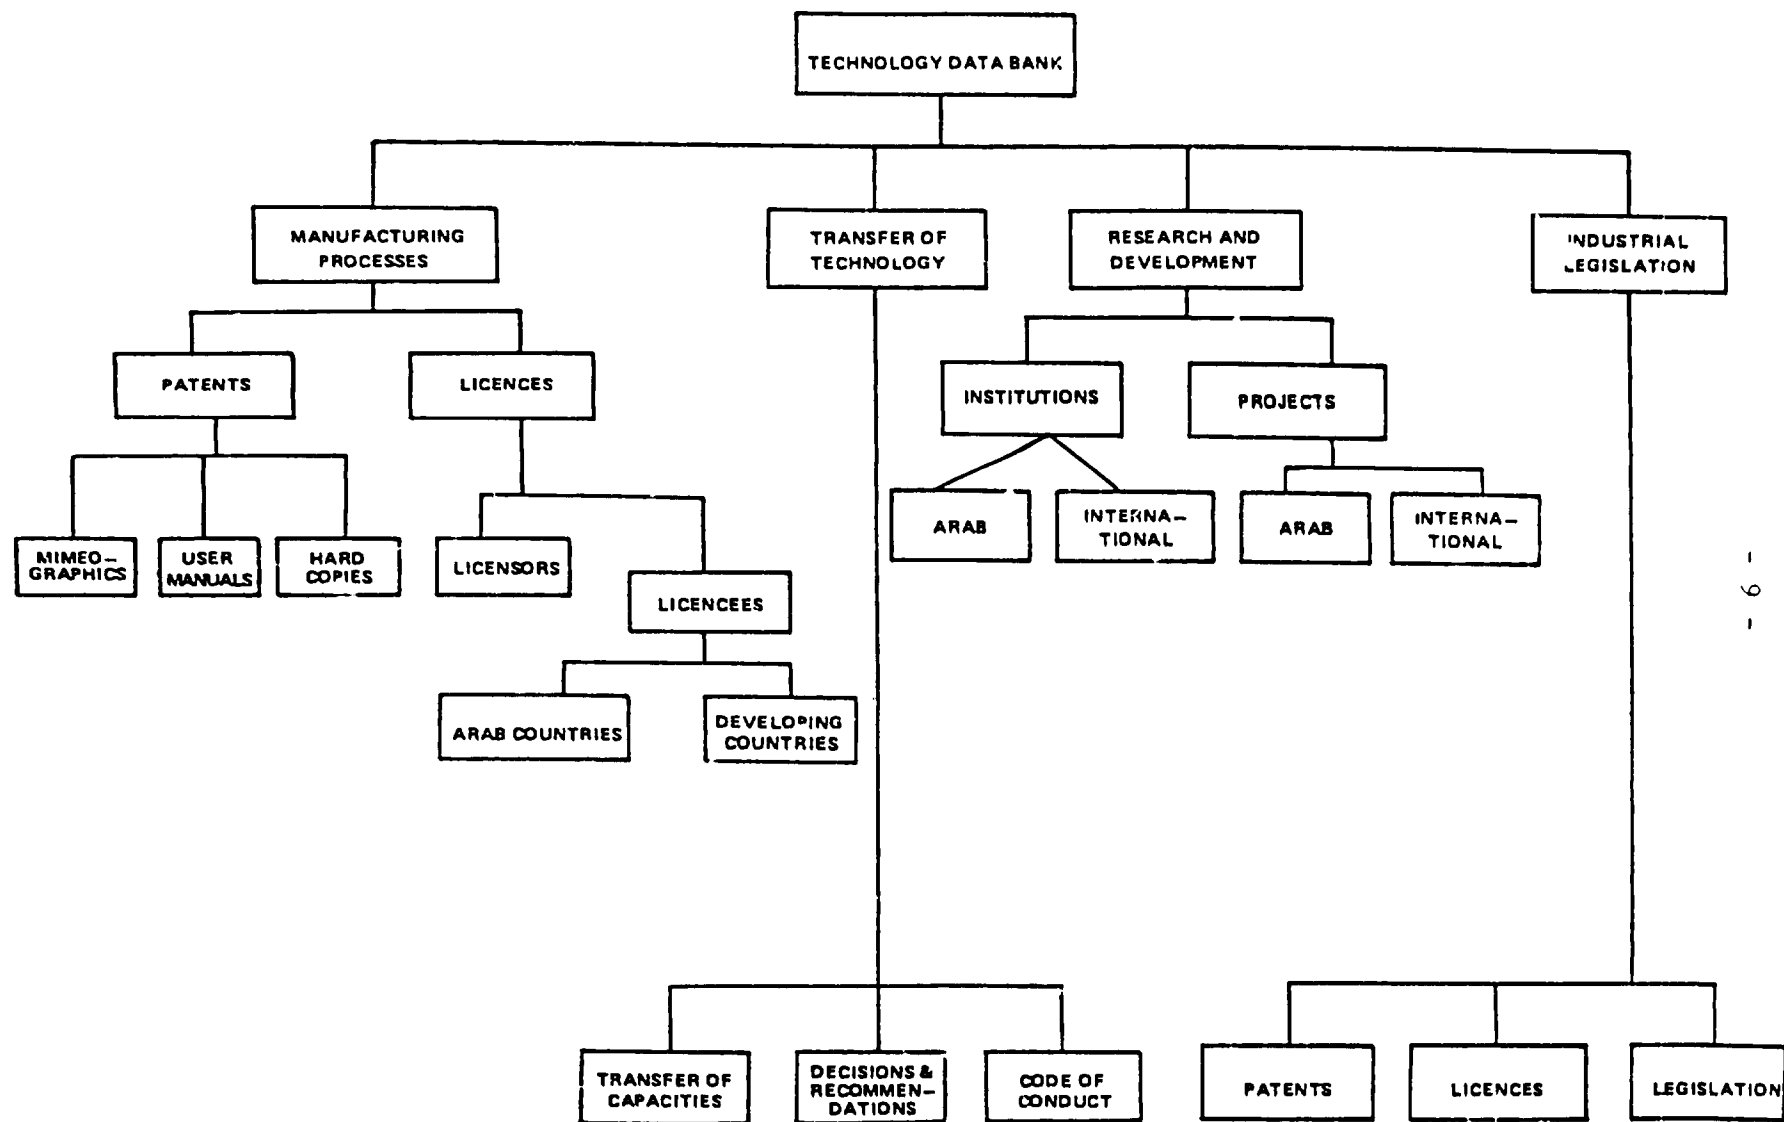 TECHNOLOGY DATA BANK
MANUFACTURING
PROCESSES
TRANSFER OF
TECHNOLOGY
RESEARCH AND
DEVELOPMENT
INDUSTRIAL
LEGISLATION
PATENTS
LICENCES
INSTITUTIONS
PROJECTS
MIMEO-
GRAPHICS
USER
MANUALS
HARD
COPIES
LICENSORS
LICENCEES
ARAB
INTERNA-
TIONAL
ARAB
INTERNA-
TIONAL
ARAB COUNTRIES
DEVELOPING
COUNTRIES
TRANSFER OF
CAPACITIES
DECISIONS &
RECOMMEN-
DATIONS
CODE OF
CONDUCT
PATENTS
LICENCES
LEGISLATION
- 9 -